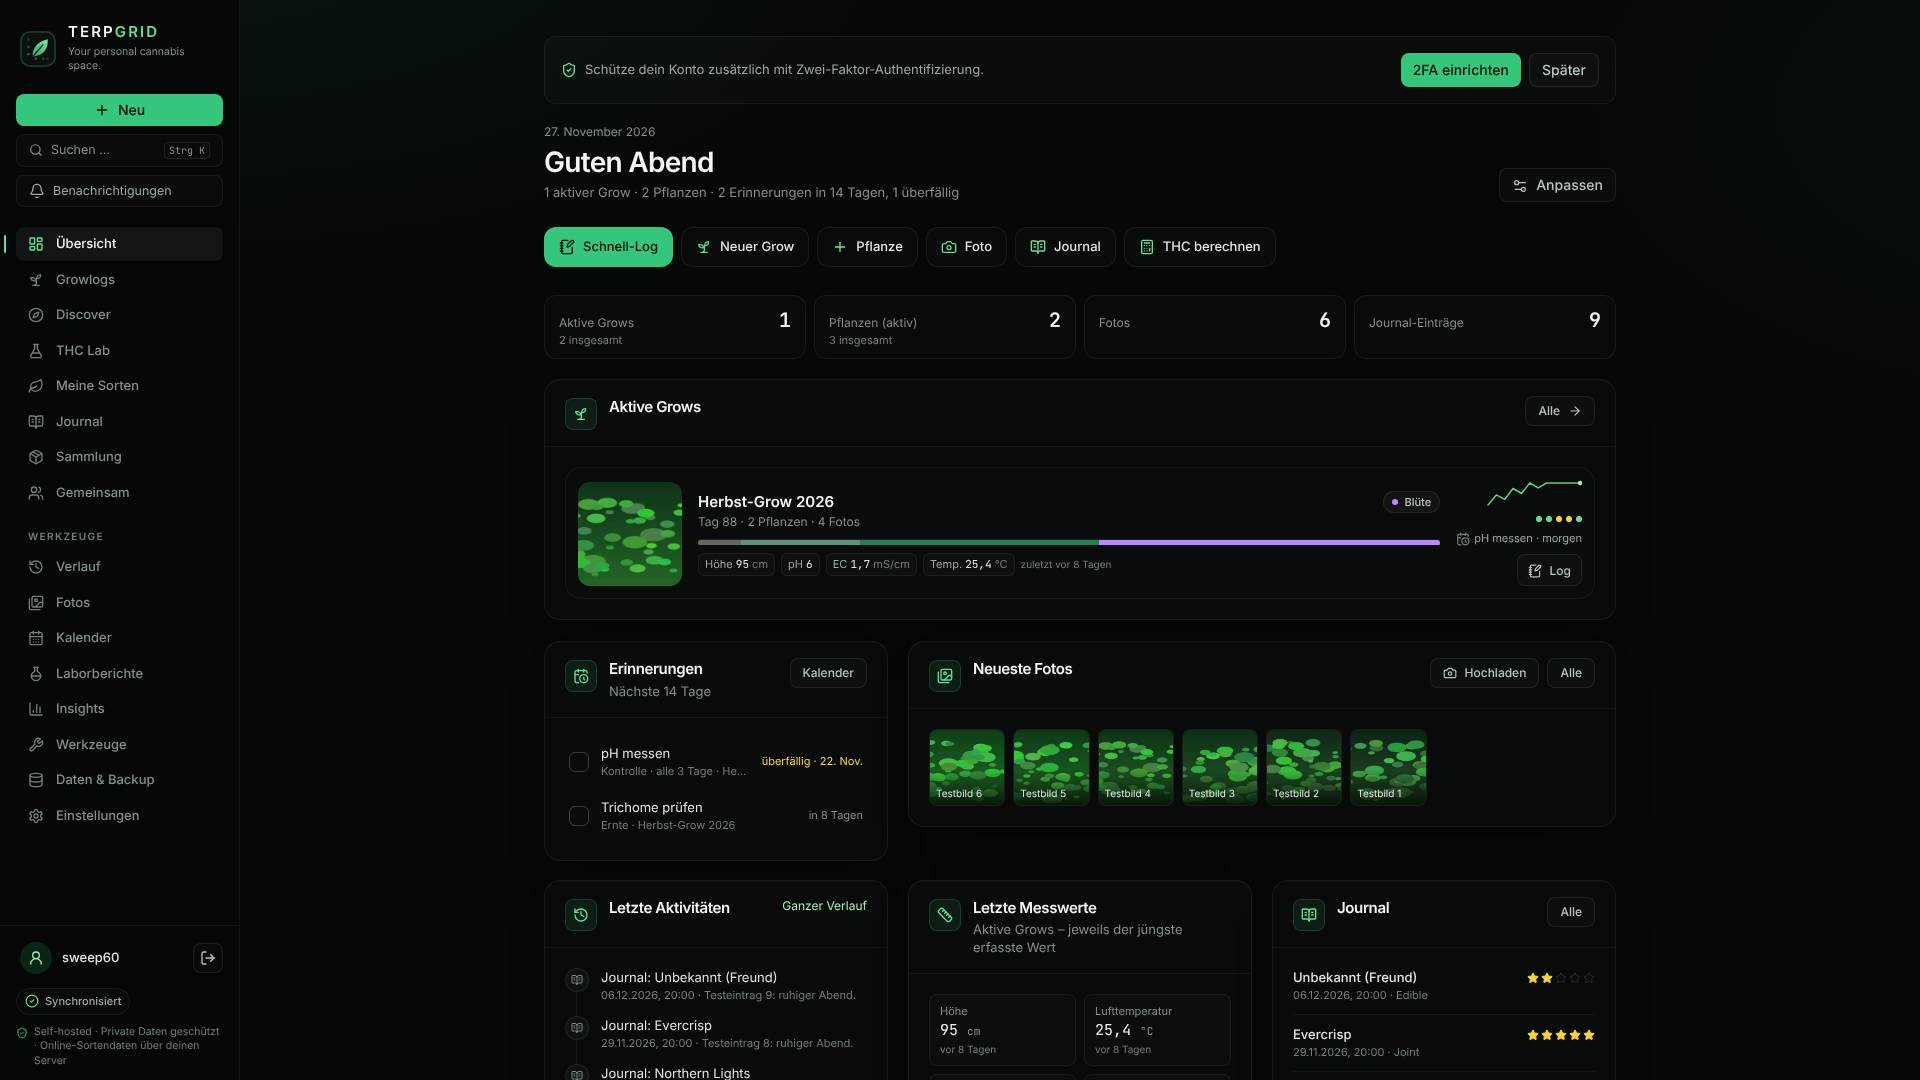 TERPGRID
Your personal cannabis
space.
Neu
Suchen ...
Strg K
Benachrichtigungen
Übersicht
Growlogs
Discover
THC Lab
Meine Sorten
Journal
Sammlung
Gemeinsam
WERKZEUGE
Verlauf
Fotos
Kalender
Laborberichte
Insights
Werkzeuge
Daten & Backup
Einstellungen
sweep60
Synchronisiert
Self-hosted · Private Daten geschützt
· Online-Sortendaten über deinen
Server
Schütze dein Konto zusätzlich mit Zwei-Faktor-Authentifizierung.
2FA einrichten
Später
27. November 2026
Guten Abend
1 aktiver Grow · 2 Pflanzen · 2 Erinnerungen in 14 Tagen, 1 überfällig
Anpassen
Schnell-Log
Neuer Grow
Pflanze
Foto
Journal
THC berechnen
Aktive Grows
1
2 insgesamt
Pflanzen (aktiv)
2
3 insgesamt
Fotos
6
Journal-Einträge
9
Aktive Grows
Alle
Herbst-Grow 2026
Blüte
Tag 88 · 2 Pflanzen · 4 Fotos
Höhe 95 cm
pH 6
EC 1,7 mS/cm
Temp. 25,4 °C
zuletzt vor 8 Tagen
pH messen · morgen
Log
Erinnerungen
Nächste 14 Tage
Kalender
pH messen
Kontrolle · alle 3 Tage · He...
überfällig · 22. Nov.
Trichome prüfen
Ernte · Herbst-Grow 2026
in 8 Tagen
Neueste Fotos
Hochladen
Alle
Testbild 6
Testbild 5
Testbild 4
Testbild 3
Testbild 2
Testbild 1
Letzte Aktivitäten
Ganzer Verlauf
Journal: Unbekannt (Freund)
06.12.2026, 20:00 · Testeintrag 9: ruhiger Abend.
Journal: Evercrisp
29.11.2026, 20:00 · Testeintrag 8: ruhiger Abend.
Journal: Northern Lights
Letzte Messwerte
Aktive Grows – jeweils der jüngste
erfasste Wert
Höhe
95 cm
vor 8 Tagen
Lufttemperatur
25,4 °C
vor 8 Tagen
Journal
Alle
Unbekannt (Freund)
06.12.2026, 20:00 · Edible
Evercrisp
29.11.2026, 20:00 · Joint